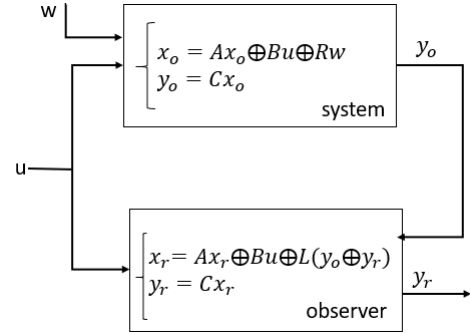 w
x_o = Ax_o⊕Bu⊕Rw
y_o = Cx_o
system
y_o
u
x_r = Ax_r⊕Bu⊕L(y_o⊕y_r)
y_r = Cx_r
observer
y_r